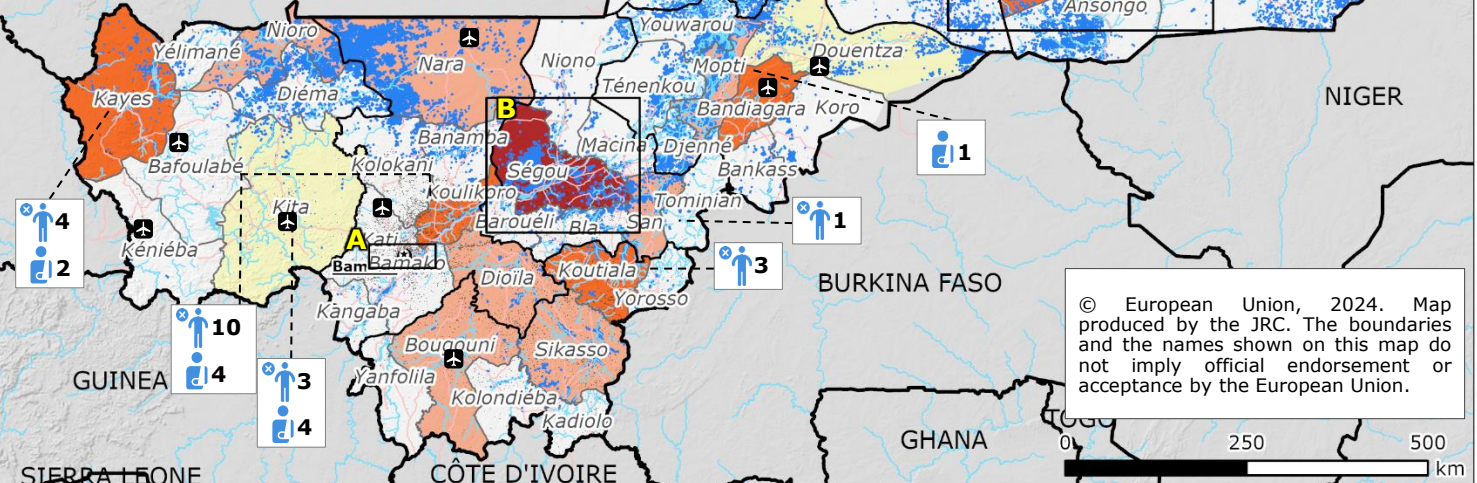 Ansongo
Youwarou
Nioro
Yélimané
Douentza
Nara
Niono
Mopti
Ténenkou
Diéma
Kayes
NIGER
B
Bandiagara
Koro
Banamba
Macina
Djenné
1
Bafoulabé
Kolokani
Ségou
Bankass
Koulikoro
Tominian
Kita
4
2
Barouéli
Bla
San
1
A
Kati
Kéniéba
Bam
Bamako
Dioïla
Koutiala
3
BURKINA FASO
Yorosso
Kangaba
© European Union, 2024. Map
produced by the JRC. The boundaries
and the names shown on this map do
not imply official endorsement or
acceptance by the European Union.
10
4
Bougouni
Sikasso
GUINEA
Yanfolila
3
4
Kolondiéba
Kadiolo
TOGO
GHANA
0 250 500
km
SIERRA LEONE
CÔTE D'IVOIRE